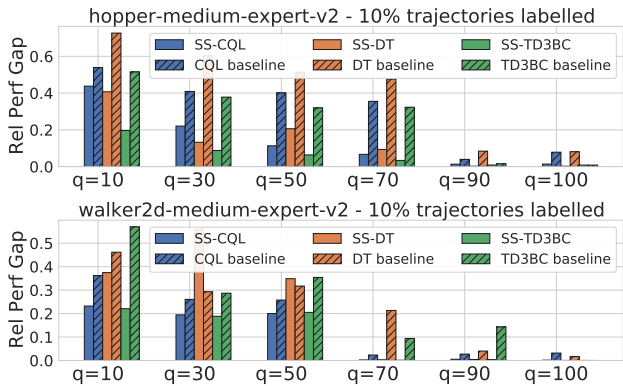 hopper-medium-expert-v2 - 10% trajectories labelled
Rel Perf Gap
0.6
0.4
0.2
0.0
SS-CQL SS-DT SS-TD3BC
CQL baseline DT baseline TD3BC baseline
q=10 q=30 q=50 q=70 q=90 q=100
walker2d-medium-expert-v2 - 10% trajectories labelled
Rel Perf Gap
0.5
0.4
0.3
0.2
0.1
0.0
SS-CQL SS-DT SS-TD3BC
CQL baseline DT baseline TD3BC baseline
q=10 q=30 q=50 q=70 q=90 q=100